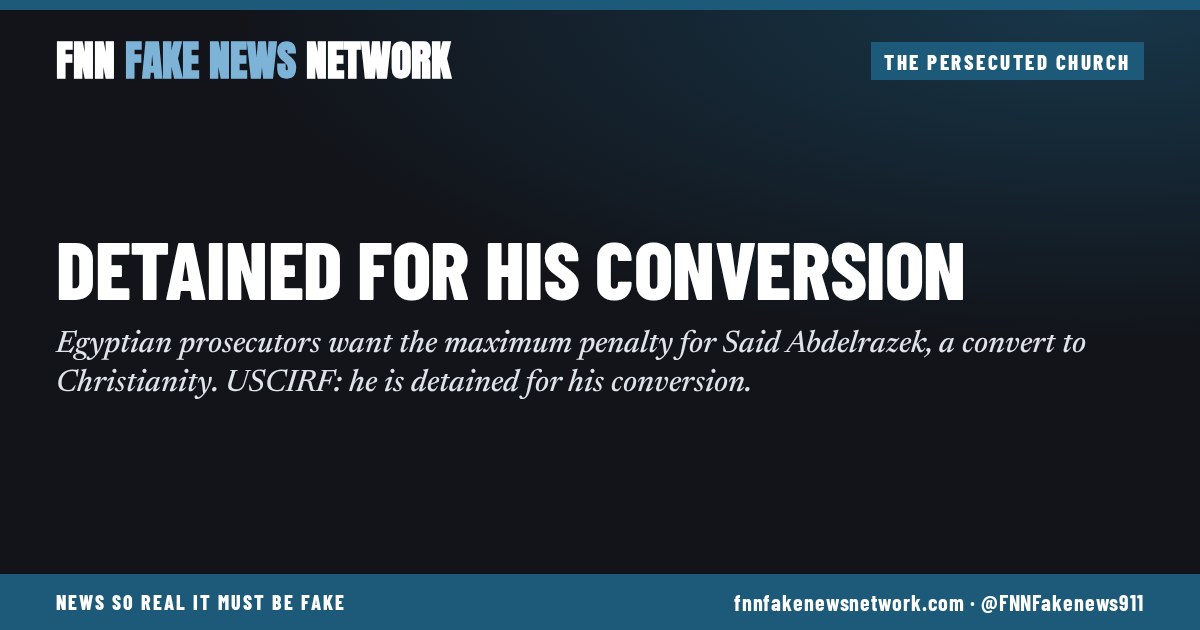 FNN FAKE NEWS NETWORK
THE PERSECUTED CHURCH
DETAINED FOR HIS CONVERSION
Egyptian prosecutors want the maximum penalty for Said Abdelrazek, a convert to
Christianity. USCIRF: he is detained for his conversion.
NEWS SO REAL IT MUST BE FAKE
fnnfakenewsnetwork.com · @FNNFakenews911